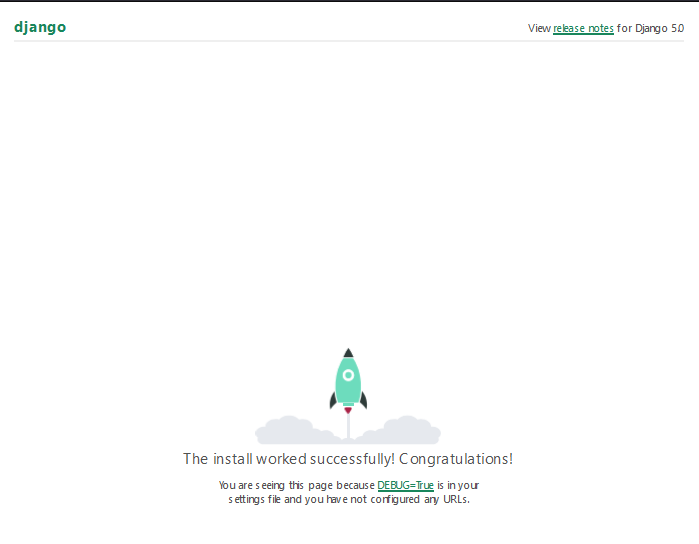 django
View release notes for Django 5.0
The install worked successfully! Congratulations!
You are seeing this page because DEBUG=True is in your
settings file and you have not configured any URLs.